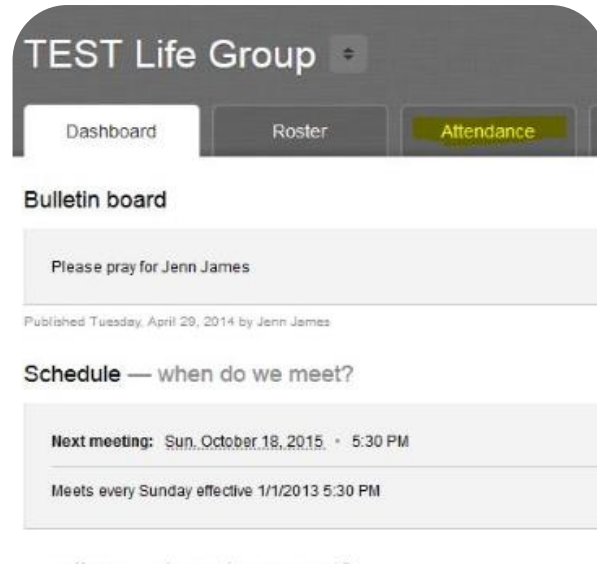 TEST Life Group
Dashboard Roster Attendance
Bulletin board
Please pray for Jenn James
Published Tuesday, April 29, 2014 by Jenn James
Schedule — when do we meet?
Next meeting: Sun, October 18, 2015 • 5:30 PM
Meets every Sunday effective 1/1/2013 5:30 PM